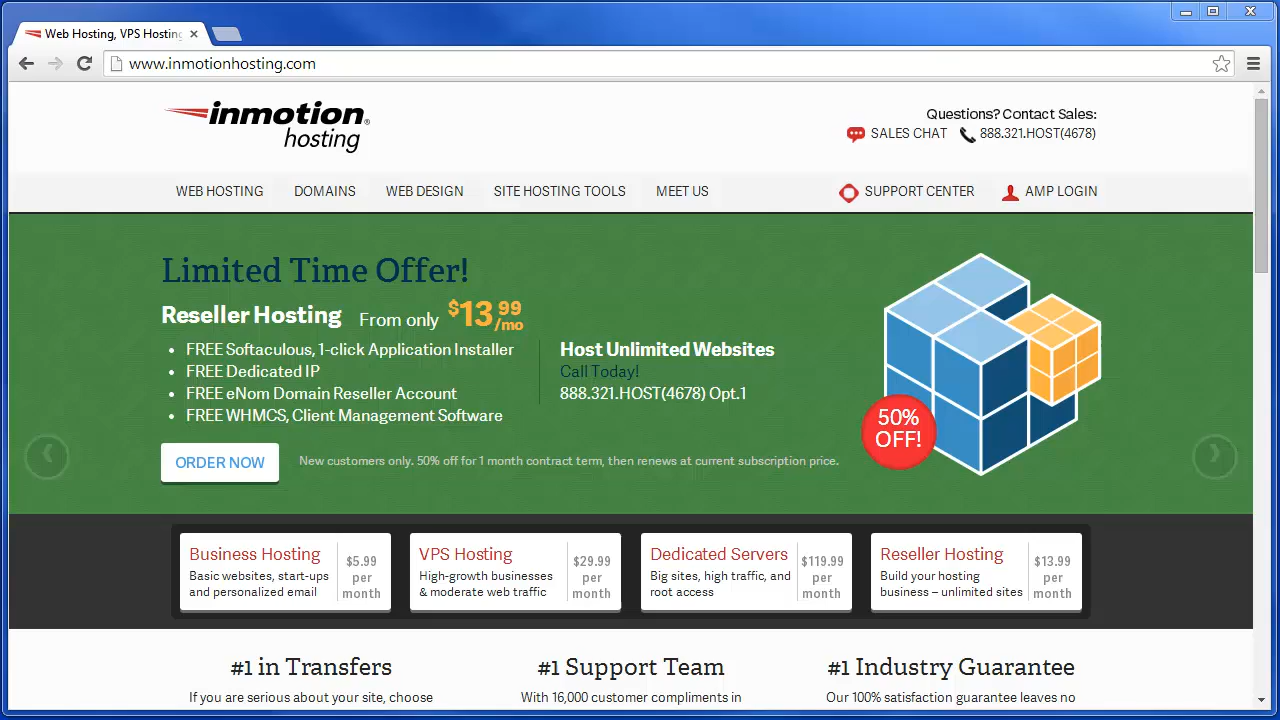 Web Hosting, VPS Hosting
www.inmotionhosting.com
inmotion®
hosting
Questions? Contact Sales:
SALES CHAT 888.321.HOST(4678)
WEB HOSTING DOMAINS WEB DESIGN SITE HOSTING TOOLS MEET US SUPPORT CENTER AMP LOGIN
Limited Time Offer!
Reseller Hosting From only $13.99/mo
FREE Softaculous, 1-click Application Installer
FREE Dedicated IP
FREE eNom Domain Reseller Account
FREE WHMCS, Client Management Software
Host Unlimited Websites
Call Today!
888.321.HOST(4678) Opt.1
50%
OFF!
ORDER NOW New customers only. 50% off for 1 month contract term, then renews at current subscription price.
Business Hosting
Basic websites, start-ups
and personalized email
$5.99
per
month
VPS Hosting
High-growth businesses
& moderate web traffic
$29.99
per
month
Dedicated Servers
Big sites, high traffic, and
root access
$119.99
per
month
Reseller Hosting
Build your hosting
business – unlimited sites
$13.99
per
month
#1 in Transfers
If you are serious about your site, choose
#1 Support Team
With 16,000 customer compliments in
#1 Industry Guarantee
Our 100% satisfaction guarantee leaves no